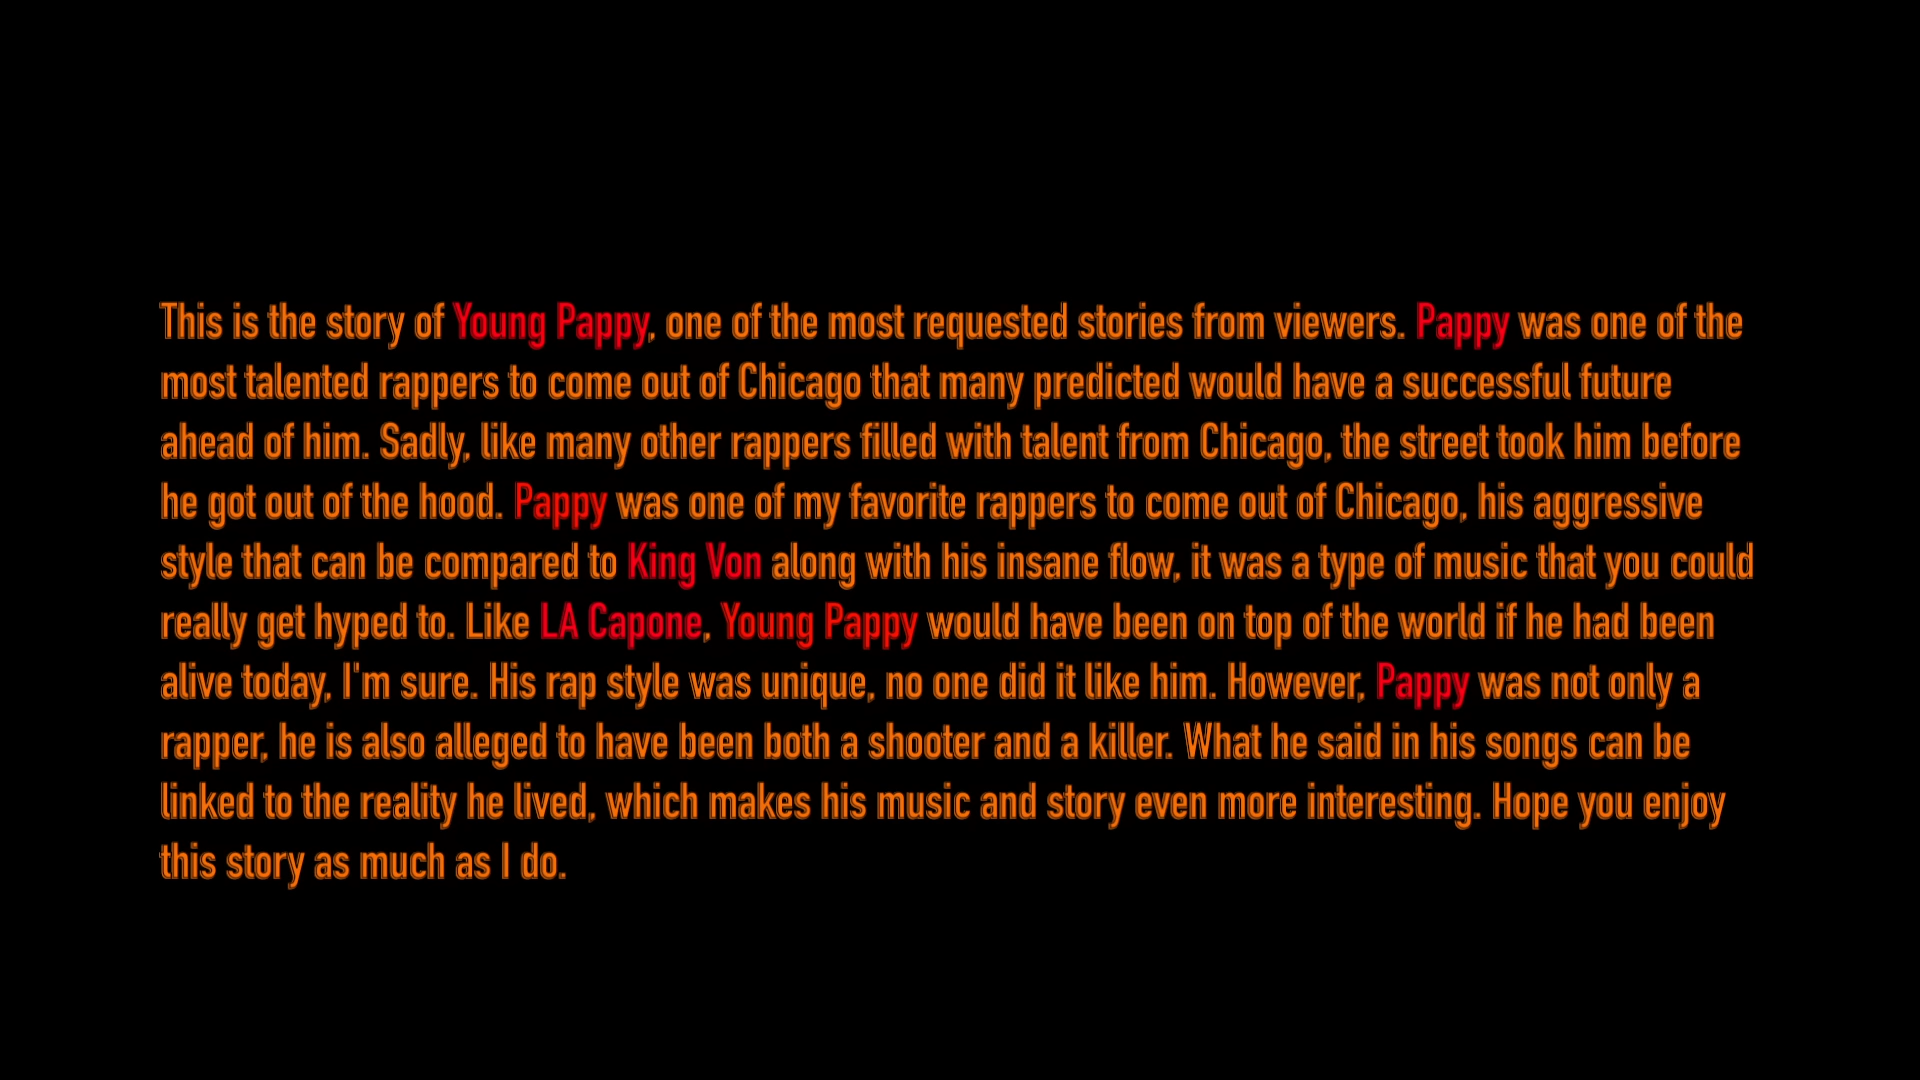 This is the story of Young Pappy, one of the most requested stories from viewers. Pappy was one of the
most talented rappers to come out of Chicago that many predicted would have a successful future
ahead of him. Sadly, like many other rappers filled with talent from Chicago, the street took him before
he got out of the hood. Pappy was one of my favorite rappers to come out of Chicago, his aggressive
style that can be compared to King Von along with his insane flow, it was a type of music that you could
really get hyped to. Like LA Capone, Young Pappy would have been on top of the world if he had been
alive today, I'm sure. His rap style was unique, no one did it like him. However, Pappy was not only a
rapper, he is also alleged to have been both a shooter and a killer. What he said in his songs can be
linked to the reality he lived, which makes his music and story even more interesting. Hope you enjoy
this story as much as I do.